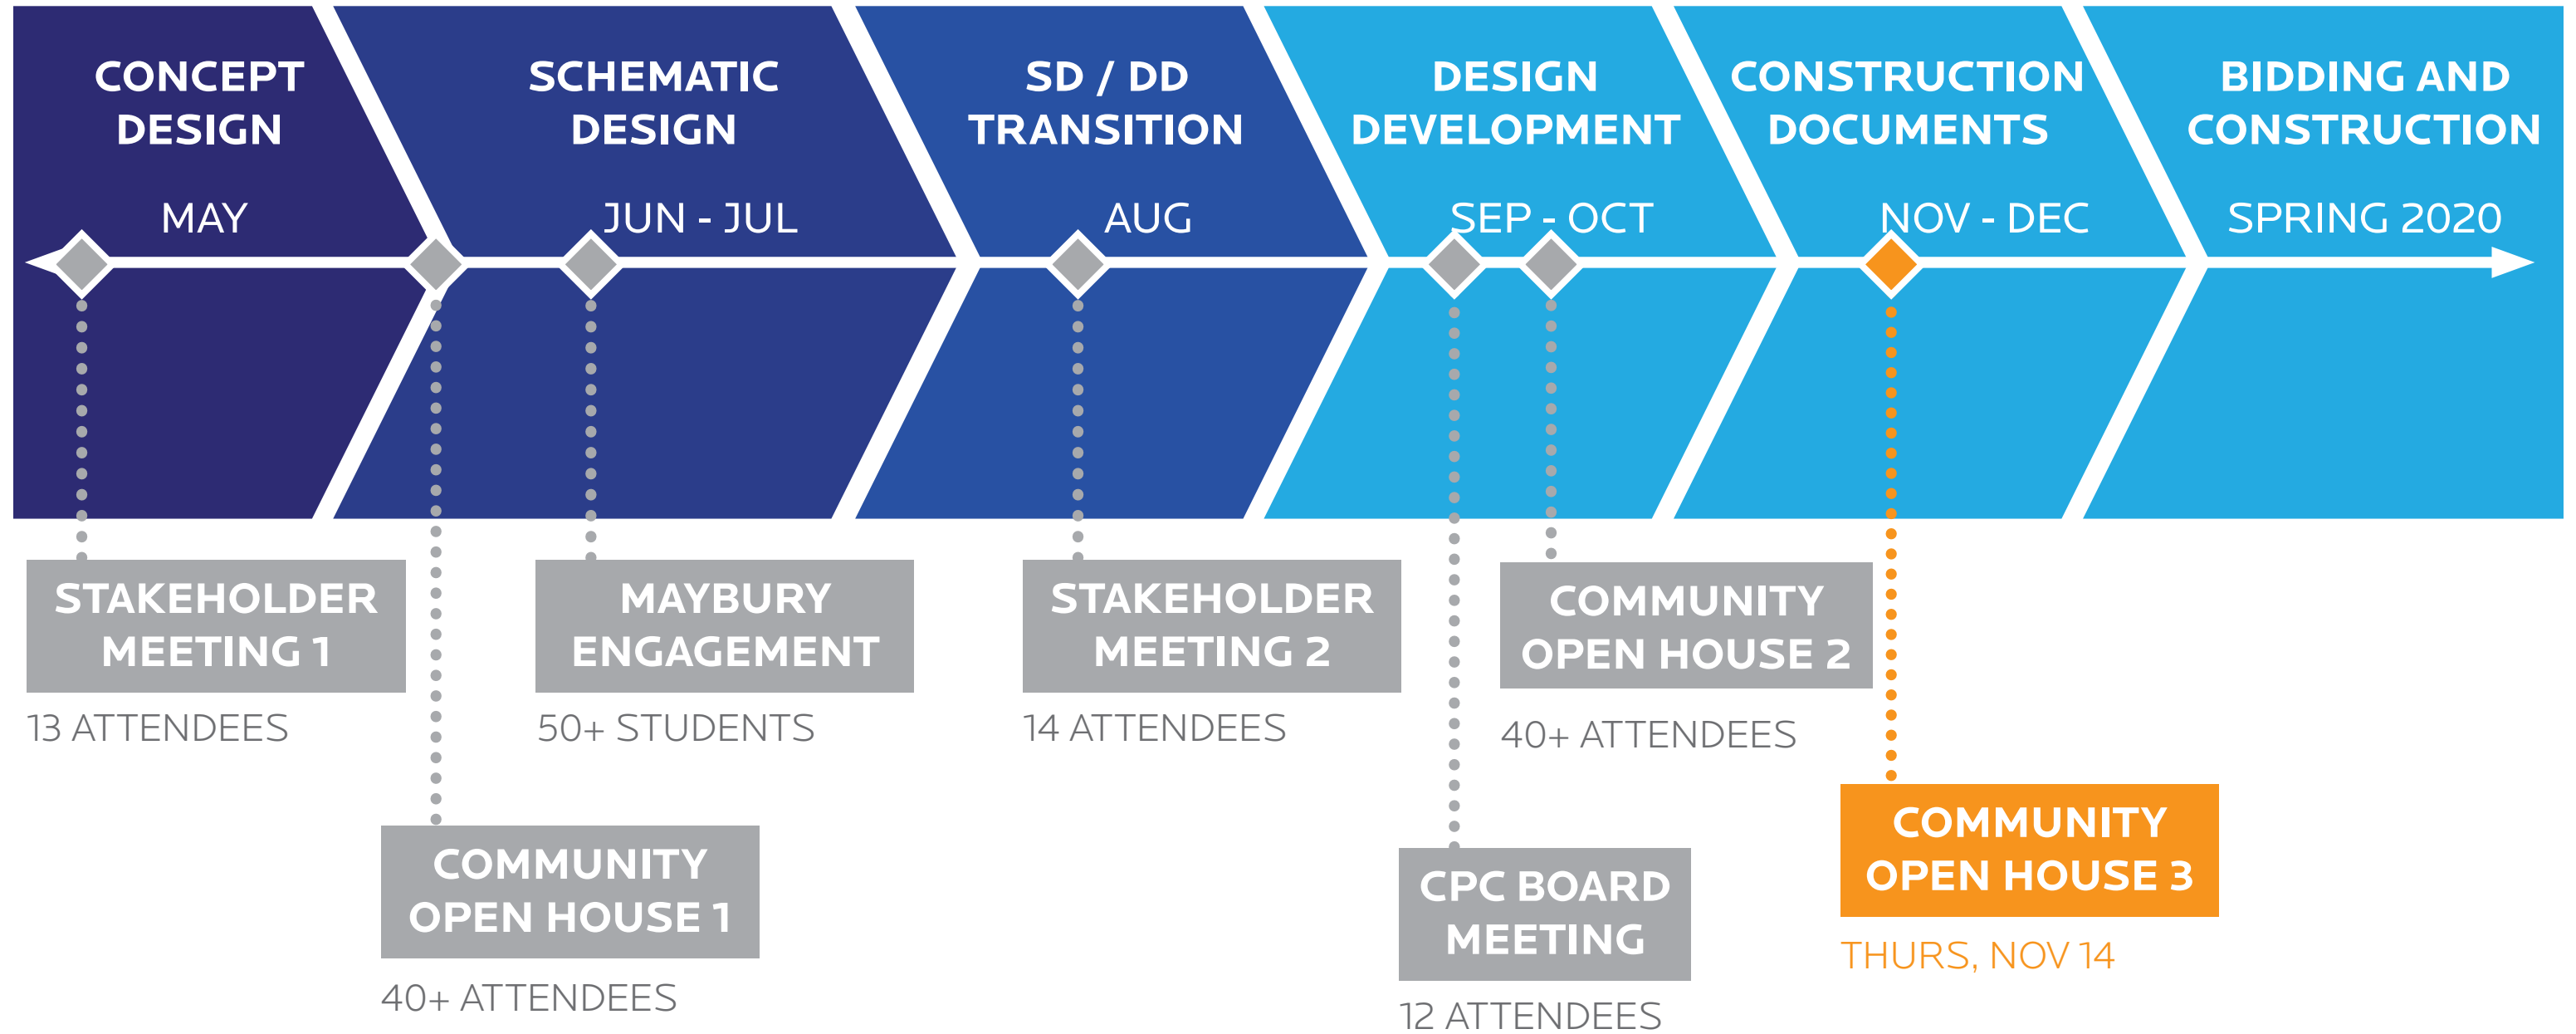 CONCEPT
DESIGN
MAY
SCHEMATIC
DESIGN
JUN - JUL
SD / DD
TRANSITION
AUG
DESIGN
DEVELOPMENT
SEP - OCT
CONSTRUCTION
DOCUMENTS
NOV - DEC
BIDDING AND
CONSTRUCTION
SPRING 2020
STAKEHOLDER
MEETING 1
13 ATTENDEES
COMMUNITY
OPEN HOUSE 1
40+ ATTENDEES
MAYBURY
ENGAGEMENT
50+ STUDENTS
STAKEHOLDER
MEETING 2
14 ATTENDEES
CPC BOARD
MEETING
12 ATTENDEES
COMMUNITY
OPEN HOUSE 2
40+ ATTENDEES
COMMUNITY
OPEN HOUSE 3
THURS, NOV 14